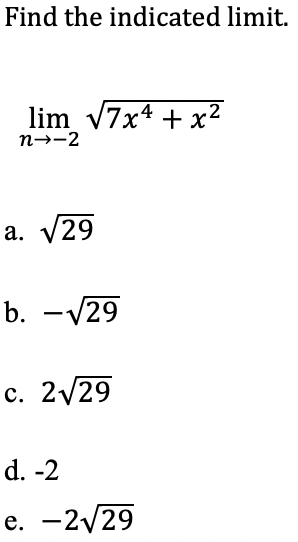 Find the indicated limit.
lim √7x⁴ + x²
n→-2
a. √29
b. −√29
c. 2√29
d. -2
e. −2√29